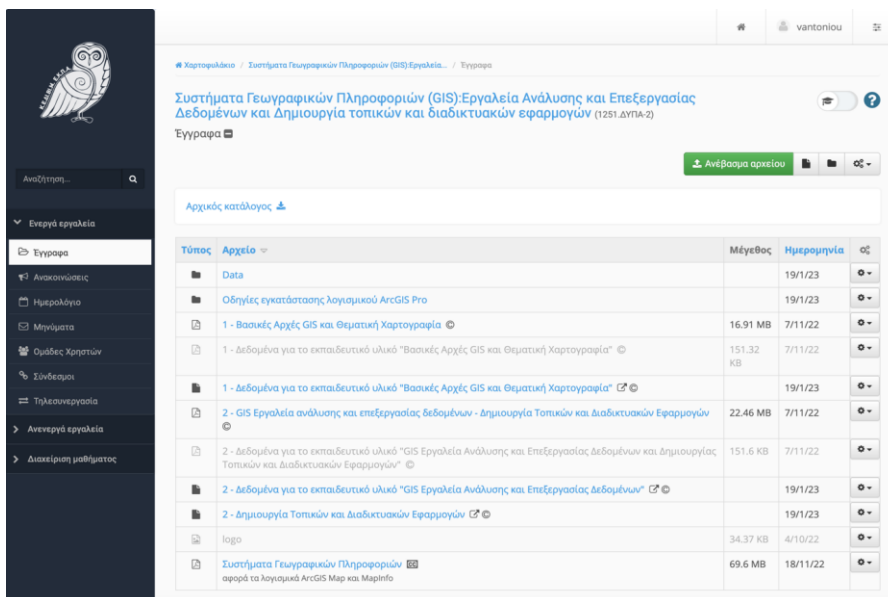 vantoniou
Χαρτοφυλάκιο / Συστήματα Γεωγραφικών Πληροφοριών (GIS):Εργαλεία... / Έγγραφα
Συστήματα Γεωγραφικών Πληροφοριών (GIS):Εργαλεία Ανάλυσης και Επεξεργασίας
Δεδομένων και Δημιουργία τοπικών και διαδικτυακών εφαρμογών (1251.ΔΥΠΑ-2)
Έγγραφα
Κ.Ε.ΔΙ.ΒΙ.Μ. Ε.Κ.Π.Α.
Αναζήτηση...
Ενεργά εργαλεία
Έγγραφα
Ανακοινώσεις
Ημερολόγιο
Μηνύματα
Ομάδες Χρηστών
Σύνδεσμοι
Τηλεσυνεργασία
Ανενεργά εργαλεία
Διαχείριση μαθήματος
Ανέβασμα αρχείου
Αρχικός κατάλογος
Τύπος Αρχείο Μέγεθος Ημερομηνία
Data 19/1/23
Οδηγίες εγκατάστασης λογισμικού ArcGIS Pro 19/1/23
1 - Βασικές Αρχές GIS και Θεματική Χαρτογραφία © 16.91 MB 7/11/22
1 - Δεδομένα για το εκπαιδευτικό υλικό "Βασικές Αρχές GIS και Θεματική Χαρτογραφία" © 151.32 7/11/22
KB
1 - Δεδομένα για το εκπαιδευτικό υλικό "Βασικές Αρχές GIS και Θεματική Χαρτογραφία" © 19/1/23
2 - GIS Εργαλεία ανάλυσης και επεξεργασίας δεδομένων - Δημιουργία Τοπικών και Διαδικτυακών Εφαρμογών 22.46 MB 7/11/22
©
2 - Δεδομένα για το εκπαιδευτικό υλικό "GIS Εργαλεία Ανάλυσης και Επεξεργασίας Δεδομένων και Δημιουργίας 151.6 KB 7/11/22
Τοπικών και Διαδικτυακών Εφαρμογών" ©
2 - Δεδομένα για το εκπαιδευτικό υλικό "GIS Εργαλεία Ανάλυσης και Επεξεργασίας Δεδομένων" © 19/1/23
2 - Δημιουργία Τοπικών και Διαδικτυακών Εφαρμογών © 19/1/23
logo 34.37 KB 4/10/22
Συστήματα Γεωγραφικών Πληροφοριών 69.6 MB 18/11/22
αφορά τα λογισμικά ArcGIS Map και MapInfo